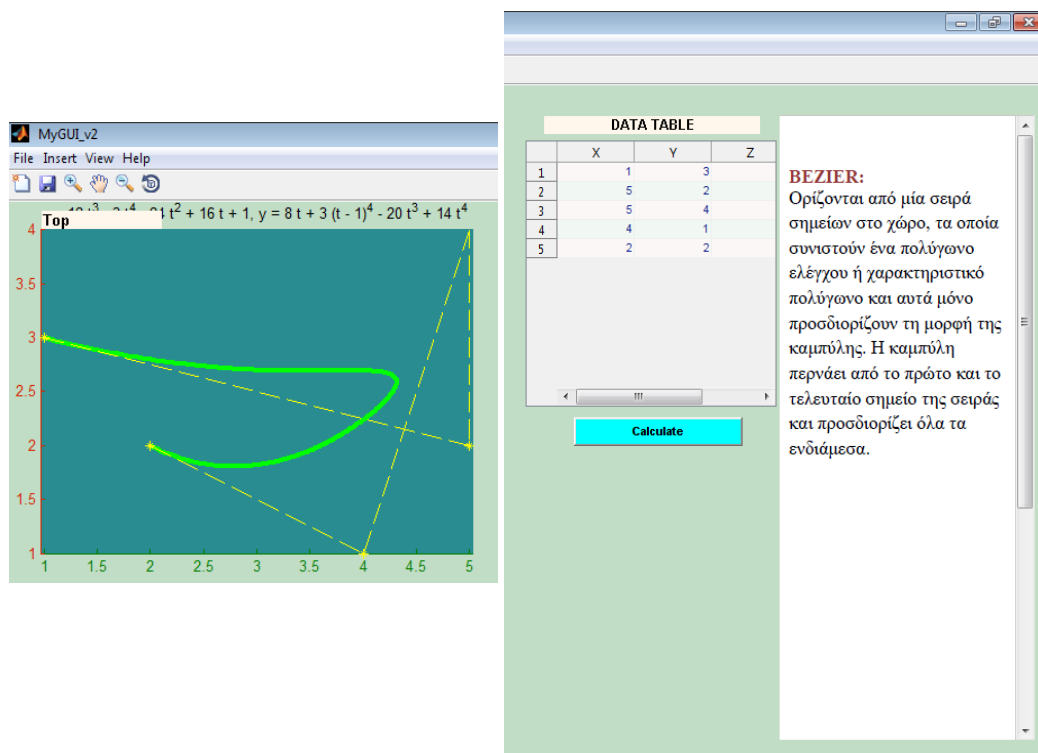 MyGUI_v2
File Insert View Help
t^3 t^4 t^2 + 16 t + 1, y = 8 t + 3 (t - 1)^4 - 20 t^3 + 14 t^4
Top
4
3.5
3
2.5
2
1.5
1
1 1.5 2 2.5 3 3.5 4 4.5 5
DATA TABLE
X Y Z
1 1 3
2 5 2
3 5 4
4 4 1
5 2 2
Calculate
BEZIER:
Ορίζονται από μία σειρά
σημείων στο χώρο, τα οποία
συνιστούν ένα πολύγωνο
ελέγχου ή χαρακτηριστικό
πολύγωνο και αυτά μόνο
προσδιορίζουν τη μορφή της
καμπύλης. Η καμπύλη
περνάει από το πρώτο και το
τελευταίο σημείο της σειράς
και προσδιορίζει όλα τα
ενδιάμεσα.